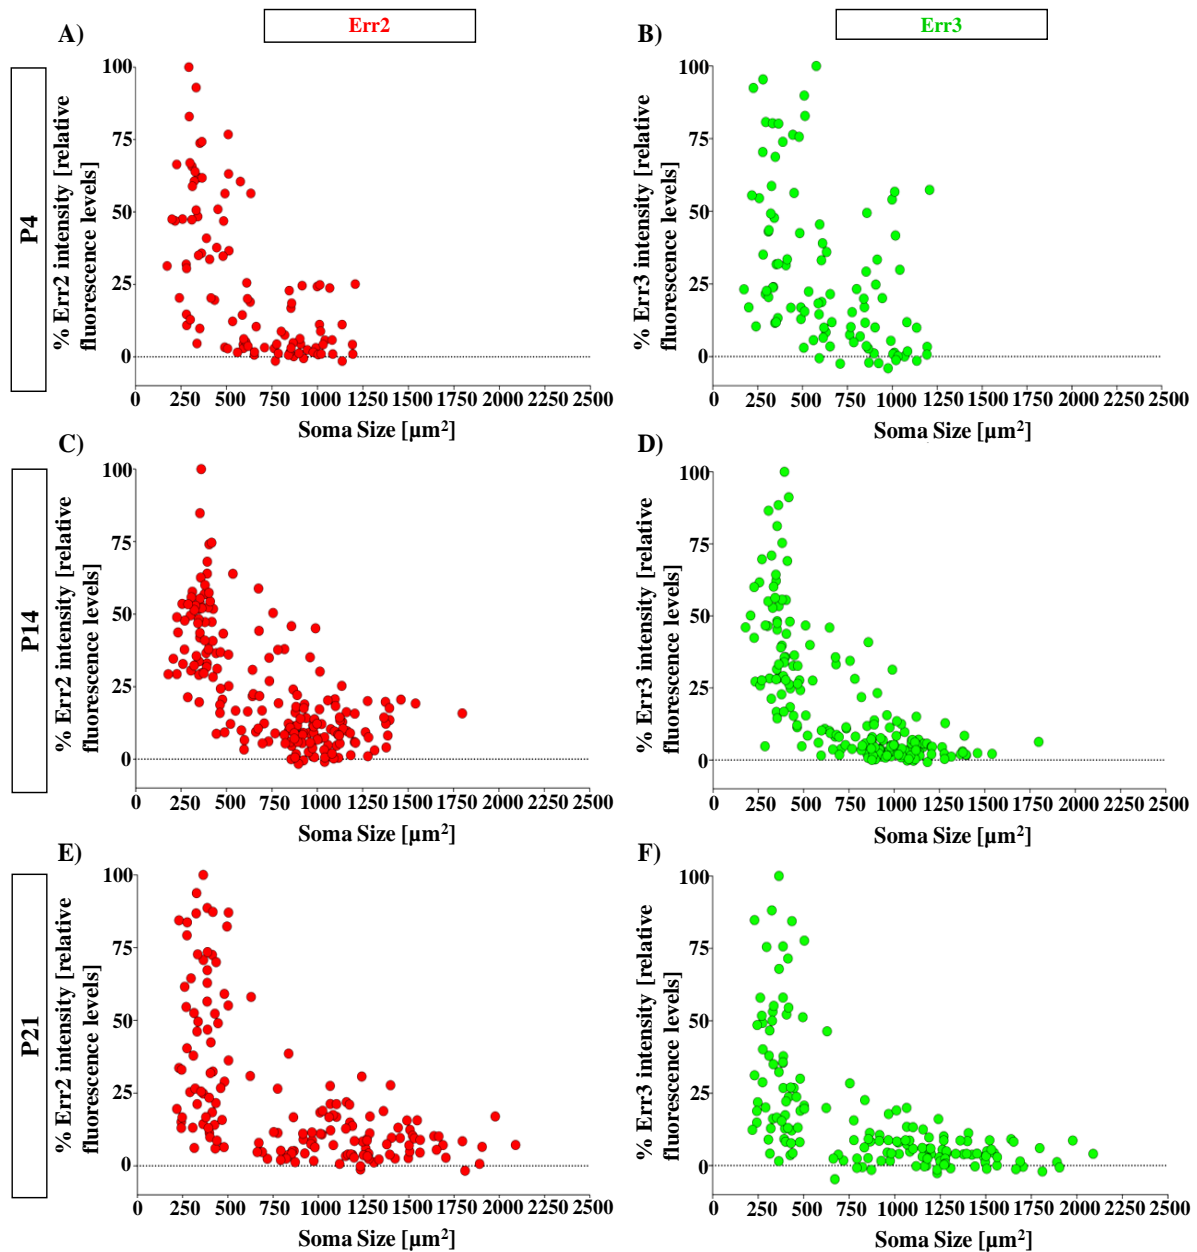 Err2
Err3
A)
B)
P4
% Err2 intensity [relative
fluorescence levels]
100
75
50
25
0
0 250 500 750 1000 1250 1500 1750 2000 2250 2500
Soma Size [µm²]
% Err3 intensity [relative
fluorescence levels]
100
75
50
25
0
0 250 500 750 1000 1250 1500 1750 2000 2250 2500
Soma Size [µm²]
C)
D)
P14
% Err2 intensity [relative
fluorescence levels]
100
75
50
25
0
0 250 500 750 1000 1250 1500 1750 2000 2250 2500
Soma Size [µm²]
% Err3 intensity [relative
fluorescence levels]
100
75
50
25
0
0 250 500 750 1000 1250 1500 1750 2000 2250 2500
Soma Size [µm²]
E)
F)
P21
% Err2 intensity [relative
fluorescence levels]
100
75
50
25
0
0 250 500 750 1000 1250 1500 1750 2000 2250 2500
Soma Size [µm²]
% Err3 intensity [relative
fluorescence levels]
100
75
50
25
0
0 250 500 750 1000 1250 1500 1750 2000 2250 2500
Soma Size [µm²]